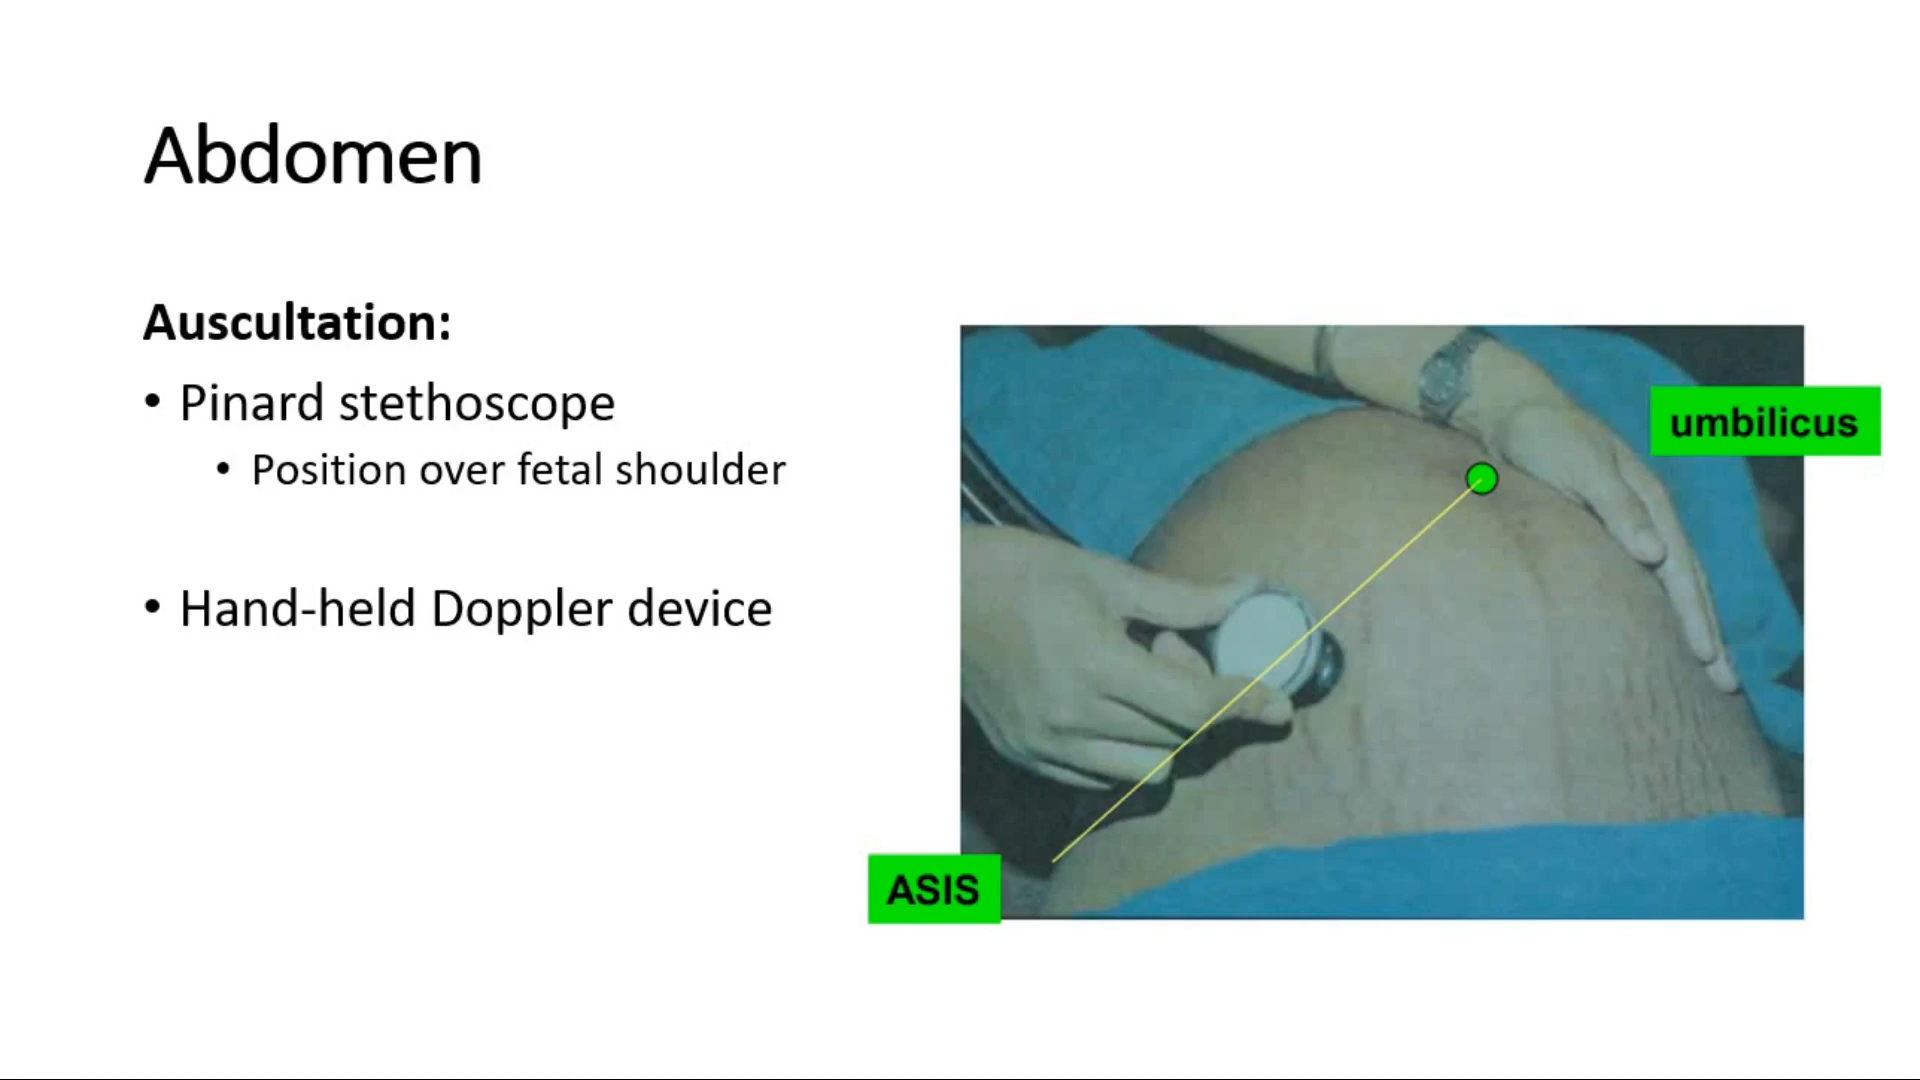 Abdomen
Auscultation:
• Pinard stethoscope
• Position over fetal shoulder
• Hand-held Doppler device
umbilicus
ASIS